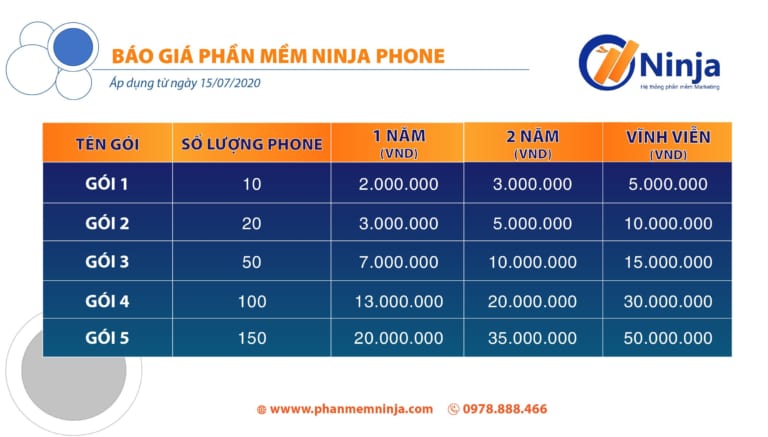 BÁO GIÁ PHẦN MỀM NINJA PHONE
Áp dụng từ ngày 15/07/2020
Ninja
Hệ thống phần mềm Marketing
TÊN GÓI SỐ LƯỢNG PHONE 1 NĂM (VND) 2 NĂM (VND) VĨNH VIỄN (VND)
GÓI 1 10 2.000.000 3.000.000 5.000.000
GÓI 2 20 3.000.000 5.000.000 10.000.000
GÓI 3 50 7.000.000 10.000.000 15.000.000
GÓI 4 100 13.000.000 20.000.000 30.000.000
GÓI 5 150 20.000.000 35.000.000 50.000.000
wwww.phanmemninja.com 0978.888.466